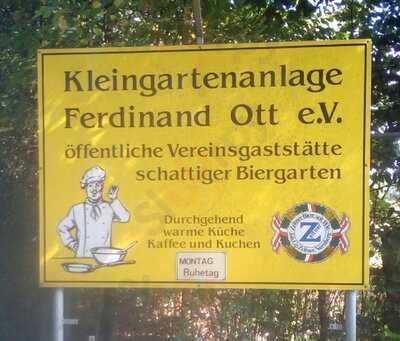 Kleingartenanlage
Ferdinand Ott e.V.
öffentliche Vereinsgaststätte
schattiger Biergarten
Durchgehend
warme Küche
Kaffee und Kuchen
MONTAG
Ruhetag
Z